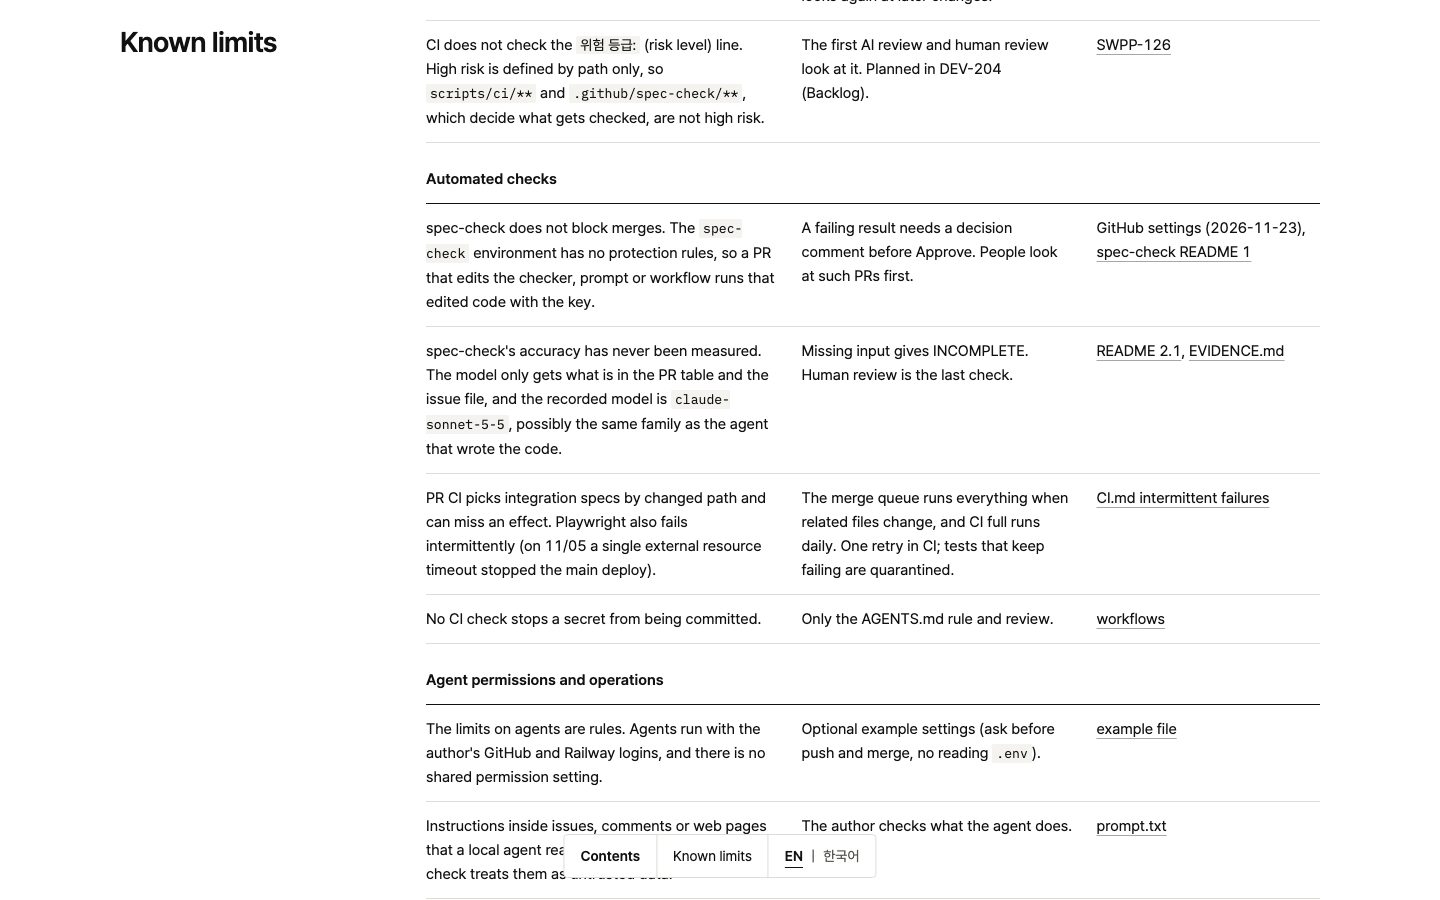 Known limits
CI does not check the 위험 등급: (risk level) line.
High risk is defined by path only, so
scripts/ci/** and .github/spec-check/**,
which decide what gets checked, are not high risk.
The first AI review and human review
look at it. Planned in DEV-204
(Backlog).
SWPP-126
Automated checks
spec-check does not block merges. The spec-
check environment has no protection rules, so a PR
that edits the checker, prompt or workflow runs that
edited code with the key.
A failing result needs a decision
comment before Approve. People look
at such PRs first.
GitHub settings (2026-11-23),
spec-check README 1
spec-check's accuracy has never been measured.
The model only gets what is in the PR table and the
issue file, and the recorded model is claude-
sonnet-5-5, possibly the same family as the agent
that wrote the code.
Missing input gives INCOMPLETE.
Human review is the last check.
README 2.1, EVIDENCE.md
PR CI picks integration specs by changed path and
can miss an effect. Playwright also fails
intermittently (on 11/05 a single external resource
timeout stopped the main deploy).
The merge queue runs everything when
related files change, and CI full runs
daily. One retry in CI; tests that keep
failing are quarantined.
CI.md intermittent failures
No CI check stops a secret from being committed.
Only the AGENTS.md rule and review.
workflows
Agent permissions and operations
The limits on agents are rules. Agents run with the
author's GitHub and Railway logins, and there is no
shared permission setting.
Optional example settings (ask before
push and merge, no reading .env).
example file
Instructions inside issues, comments or web pages
that a local agent
check treats them as
The author checks what the agent does.
prompt.txt
Contents
Known limits
EN | 한국어